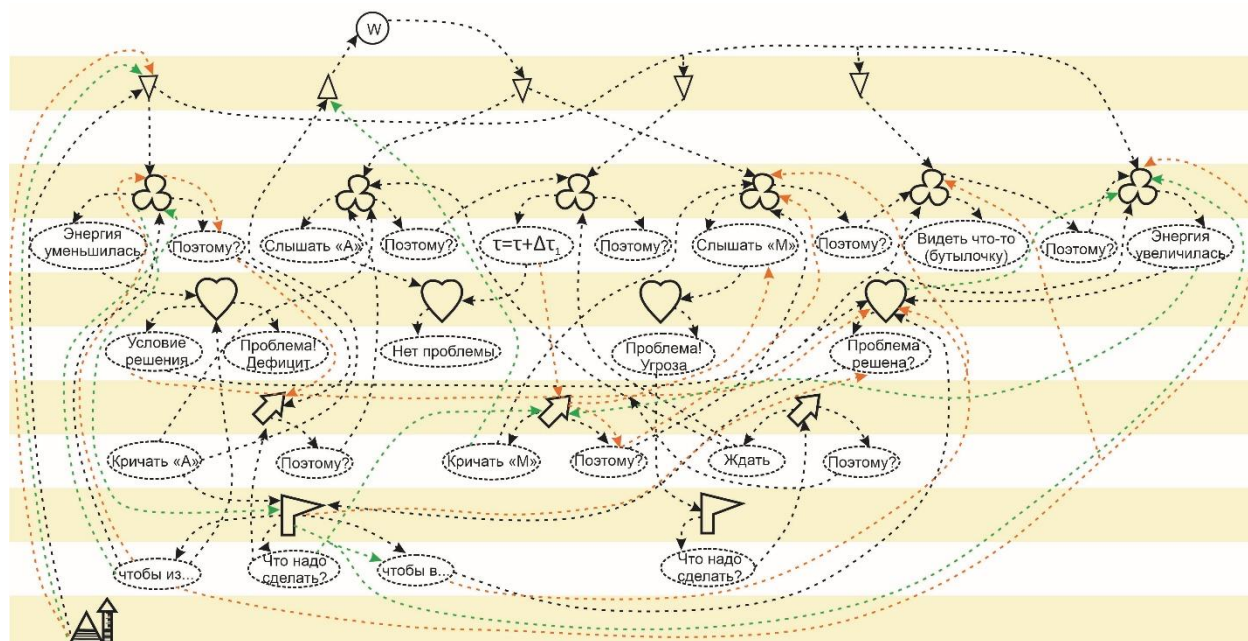 W
Энергия
уменьшилась
Поэтому?
Слышать «А»
Поэтому?
τ=τ+Δτ₁
Поэтому?
Слышать «М»
Поэтому?
Видеть что-то
(бутылочку)
Поэтому?
Энергия
увеличилась
Условие
решения
Проблема!
Дефицит
Нет проблемы
Проблема!
Угроза
Проблема
решена?
Кричать «А»
Поэтому?
Кричать «М»
Поэтому?
Ждать
Поэтому?
чтобы из...
Что надо
сделать?
чтобы в...
Что надо
сделать?